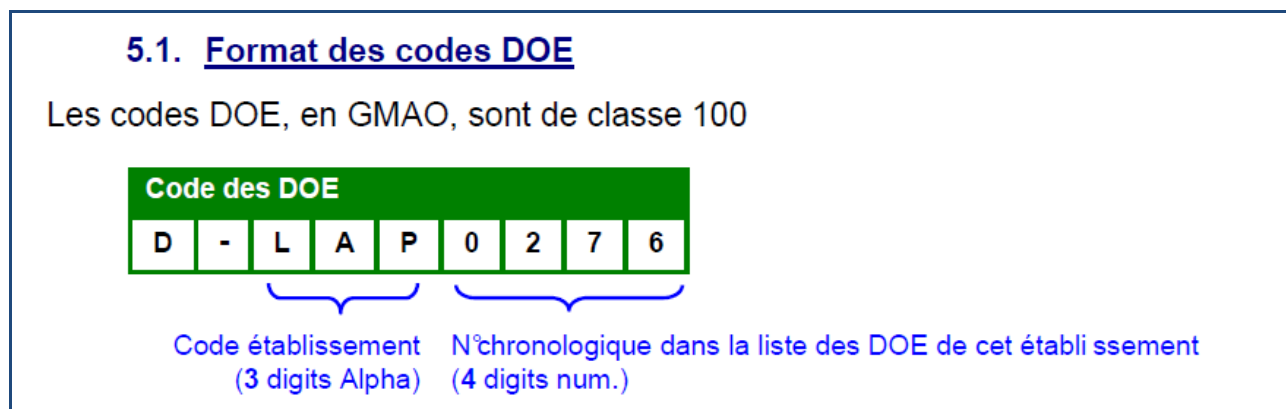 5.1. Format des codes DOE
Les codes DOE, en GMAO, sont de classe 100
Code des DOE
D - L A P 0 2 7 6
Code établissement
(3 digits Alpha)
N°chronologique dans la liste des DOE de cet établi ssement
(4 digits num.)